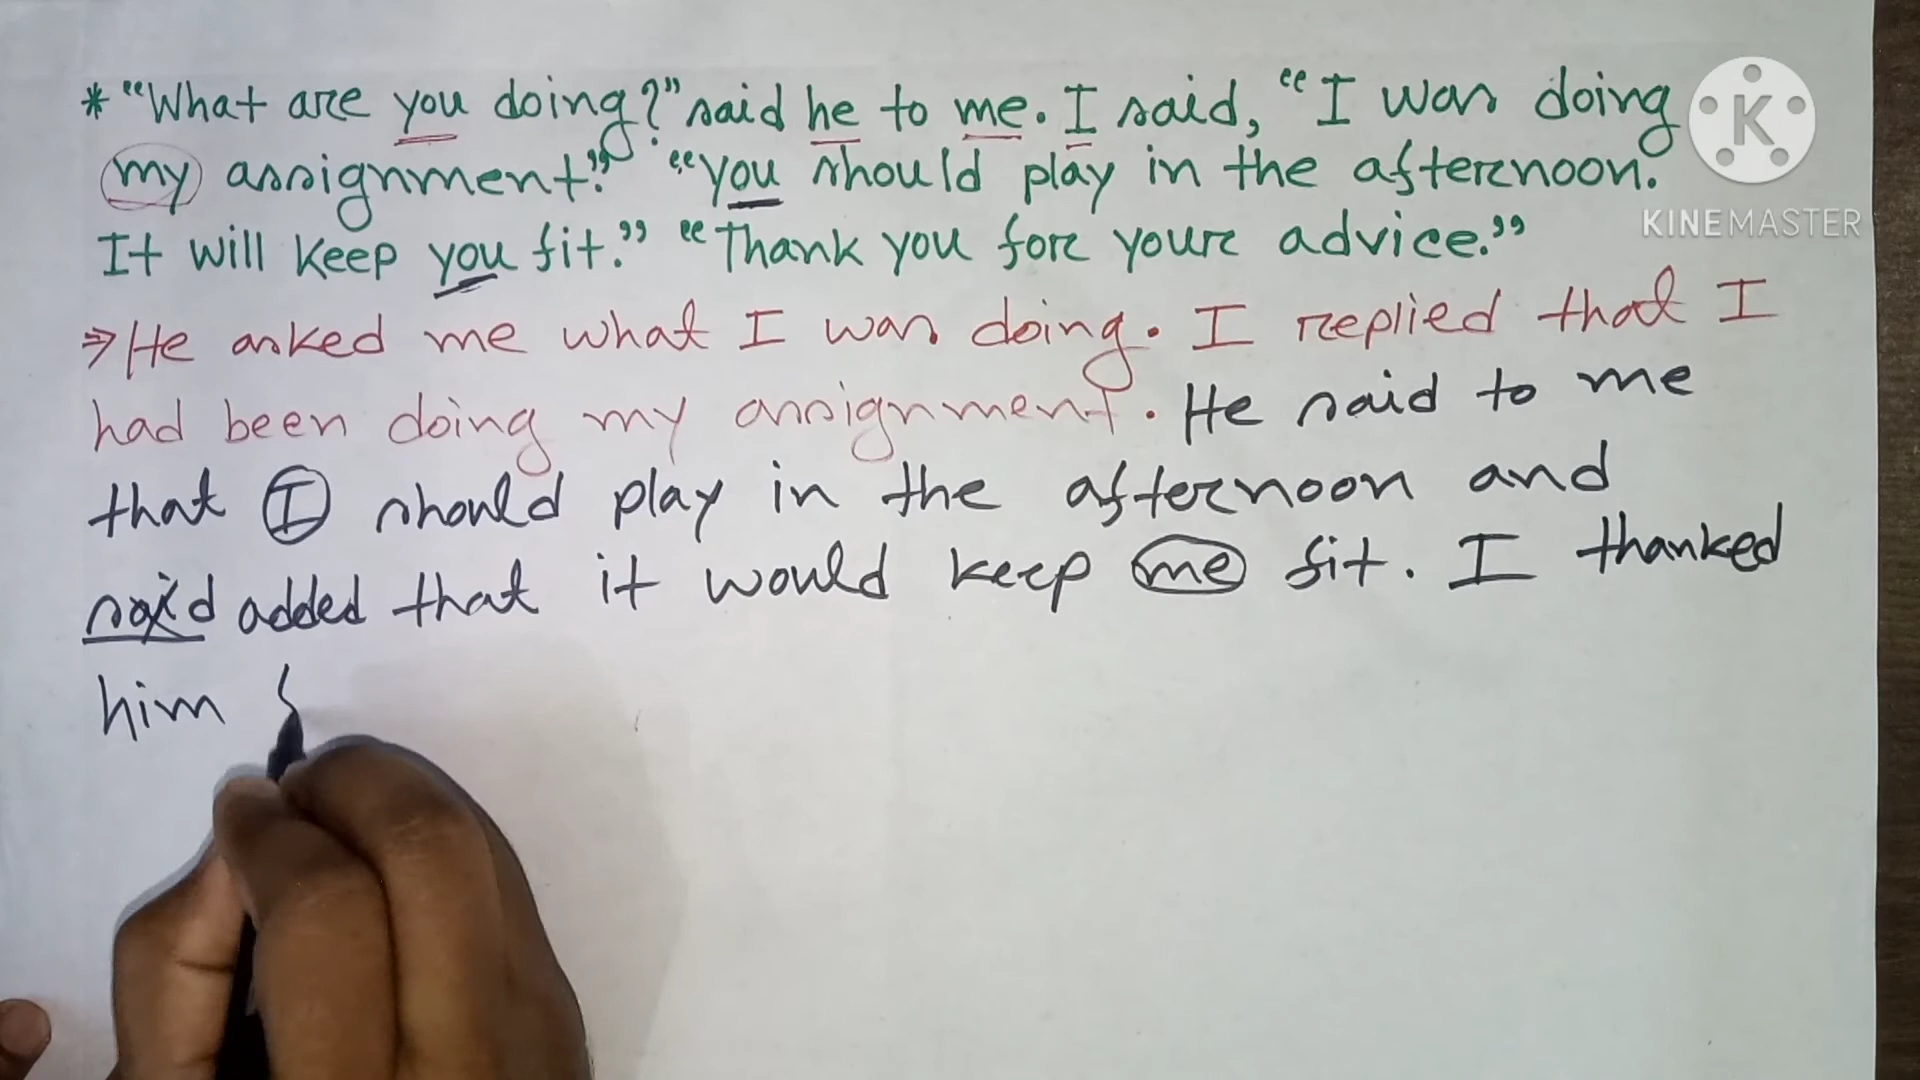 * "What are you doing?" said he to me. I said, "I was doing
my assignment." "You should play in the afternoon.
It will keep you fit." "Thank you for your advice."
⇒ He asked me what I was doing. I replied that I
had been doing my assignment. He said to me
that I should play in the afternoon and
said added that it would keep me fit. I thanked
him
K
KINEMASTER